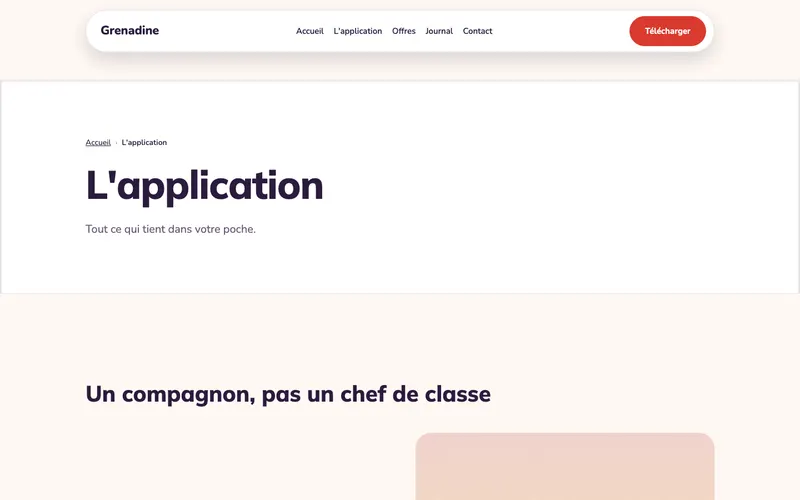 Grenadine
Accueil L'application Offres Journal Contact
Télécharger
Accueil · L'application
L'application
Tout ce qui tient dans votre poche.
Un compagnon, pas un chef de classe